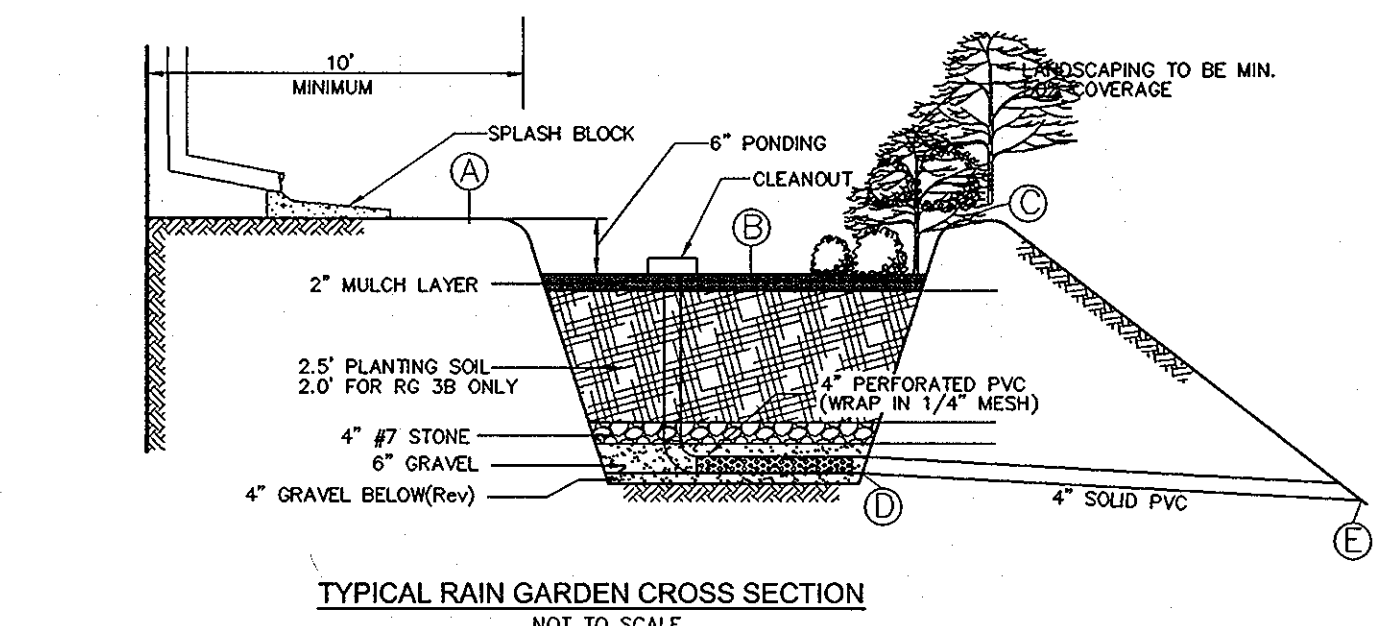 10'
MINIMUM
LANDSCAPING TO BE MIN.
COVERAGE
SPLASH BLOCK
6" PONDING
A
CLEANOUT
C
B
2" MULCH LAYER
2.5' PLANTING SOIL
2.0' FOR RG 3B ONLY
4" PERFORATED PVC
(WRAP IN 1/4" MESH)
4" #7 STONE
6" GRAVEL
4" GRAVEL BELOW(Rev)
4" SOLID PVC
D
E
TYPICAL RAIN GARDEN CROSS SECTION
NOT TO SCALE